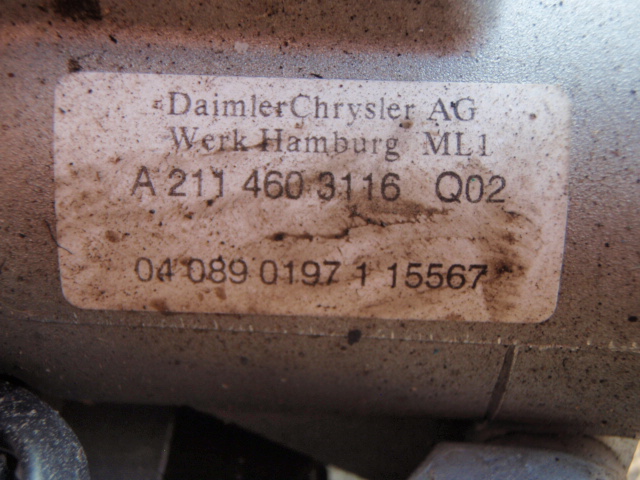 DaimlerChrysler AG
Werk Hamburg ML1
A 211 460 3116 Q02
04 089 0197 1 15567